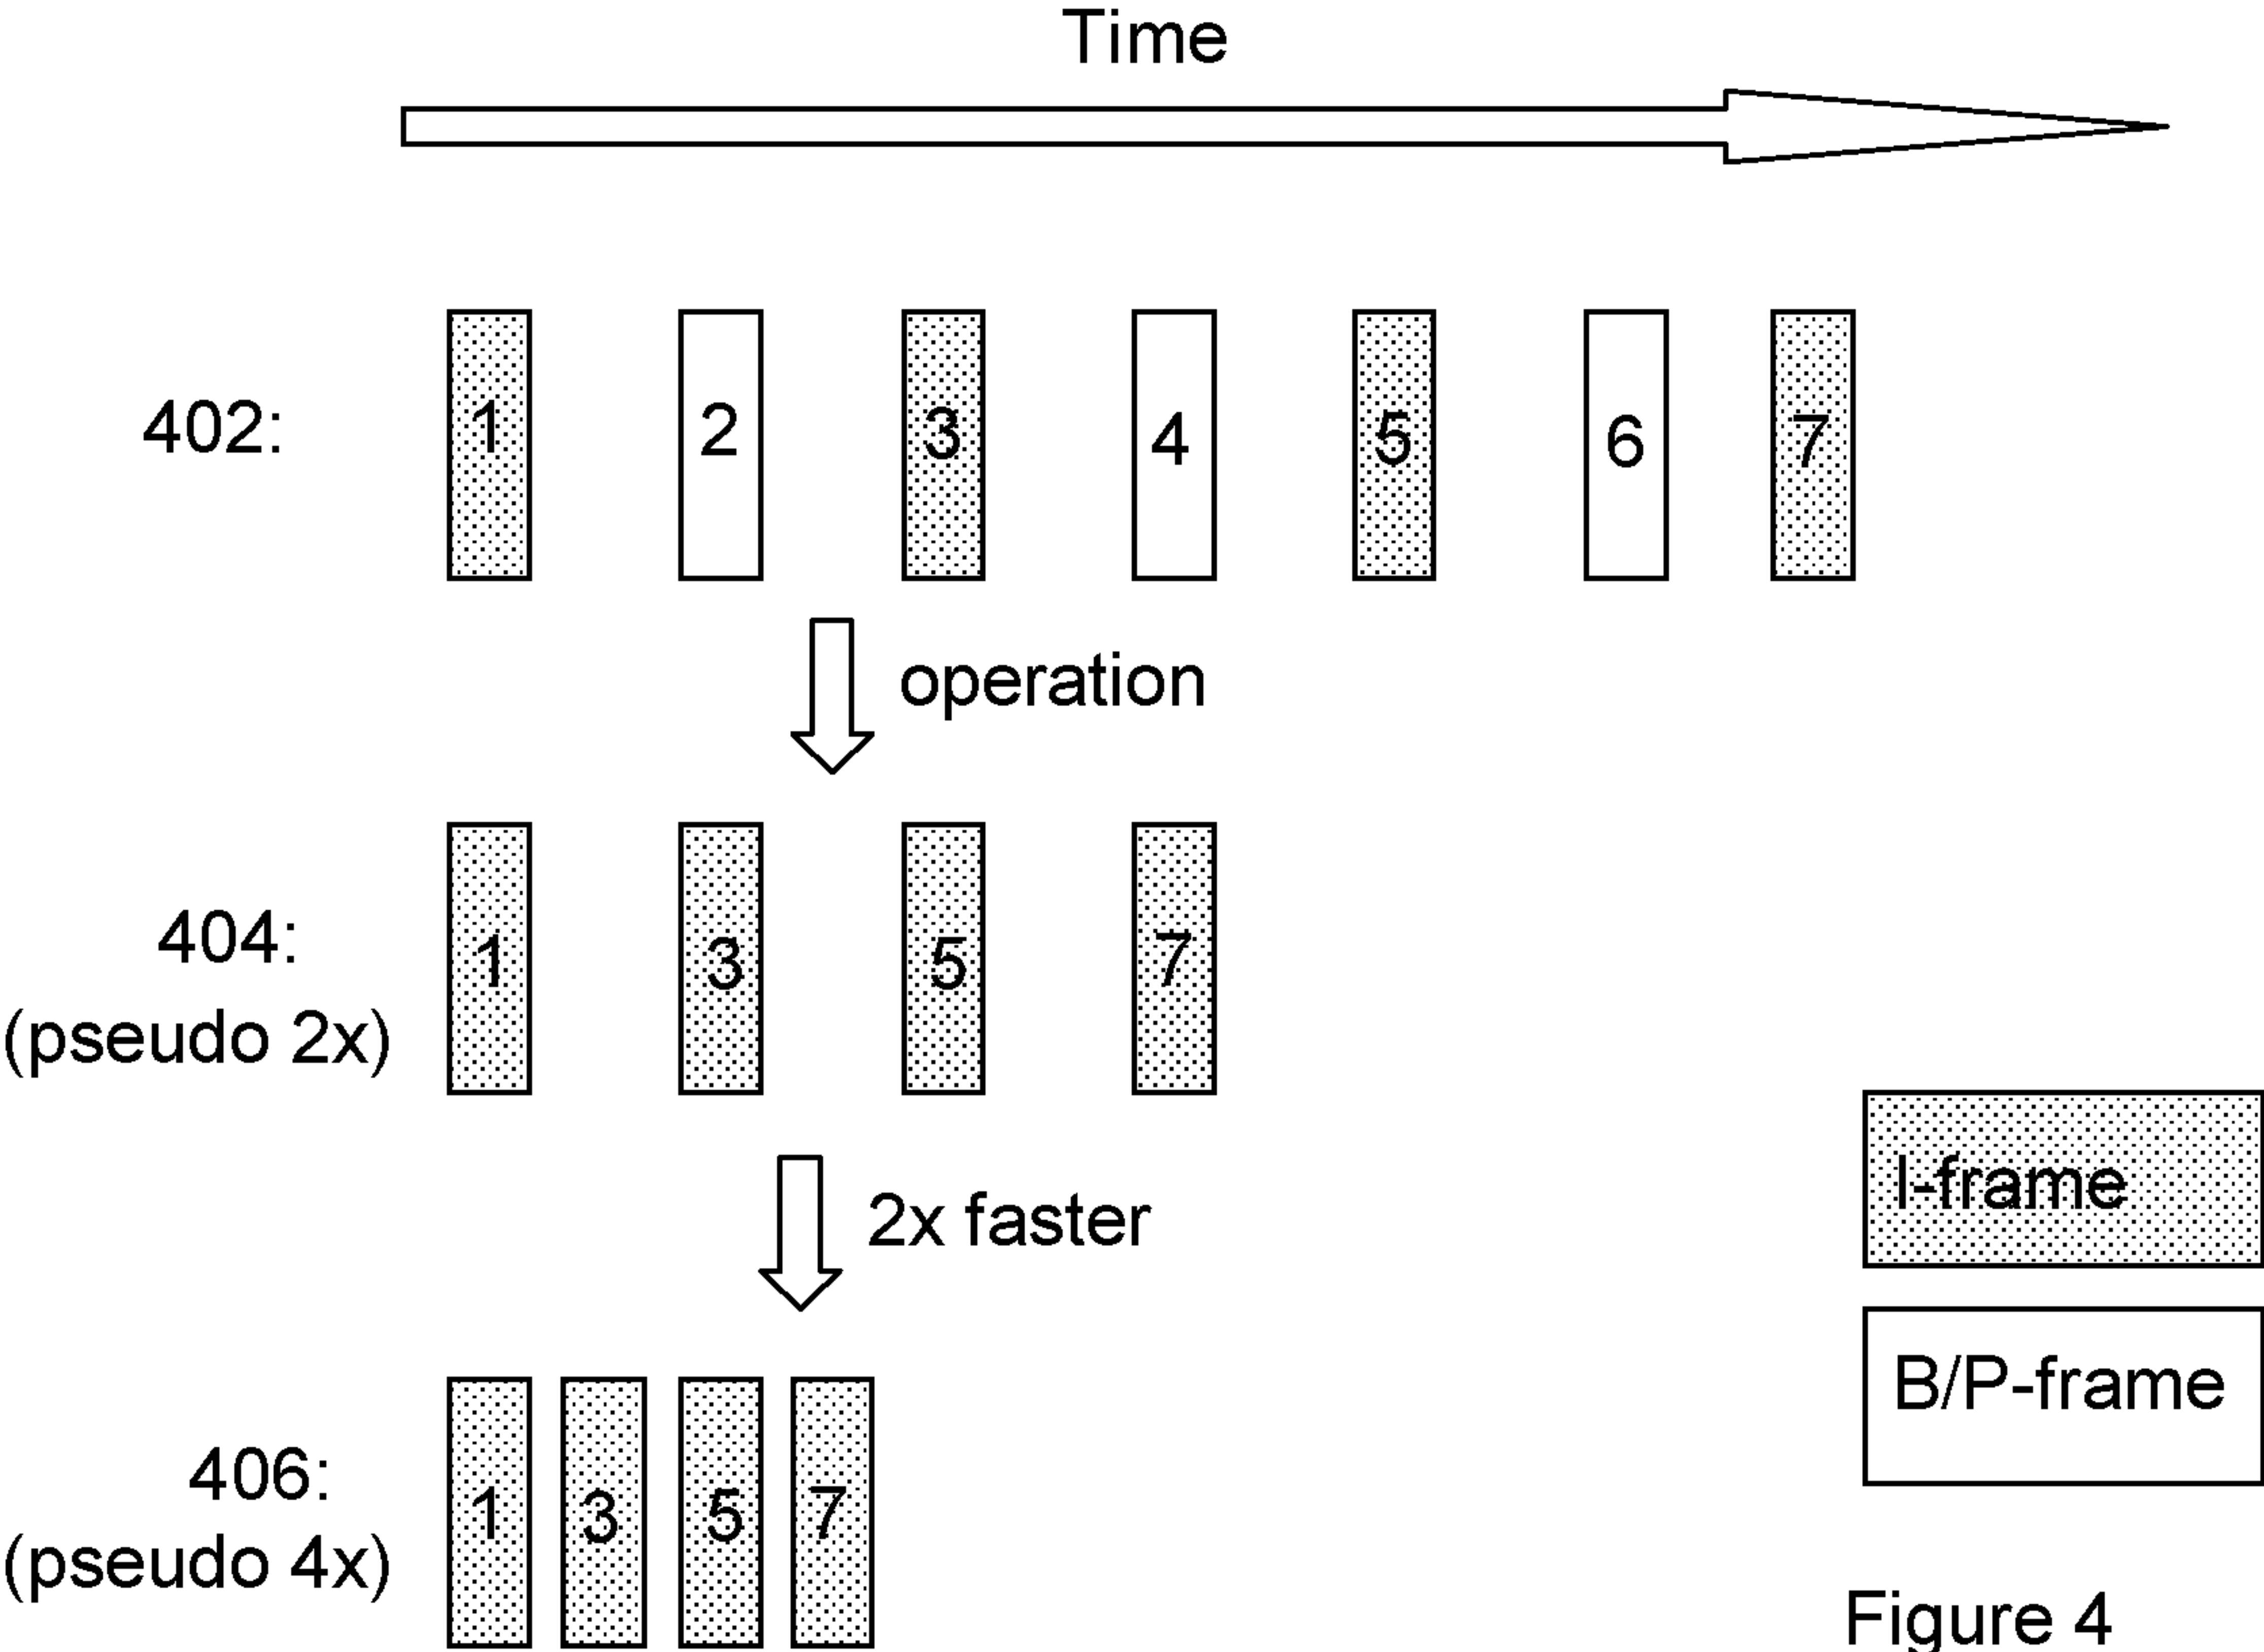 Time
402: 1 2 3 4 5 6 7
operation
404: 1 3 5 7
(pseudo 2x)
2x faster
I-frame
B/P-frame
406: 1 3 5 7
(pseudo 4x)
Figure 4